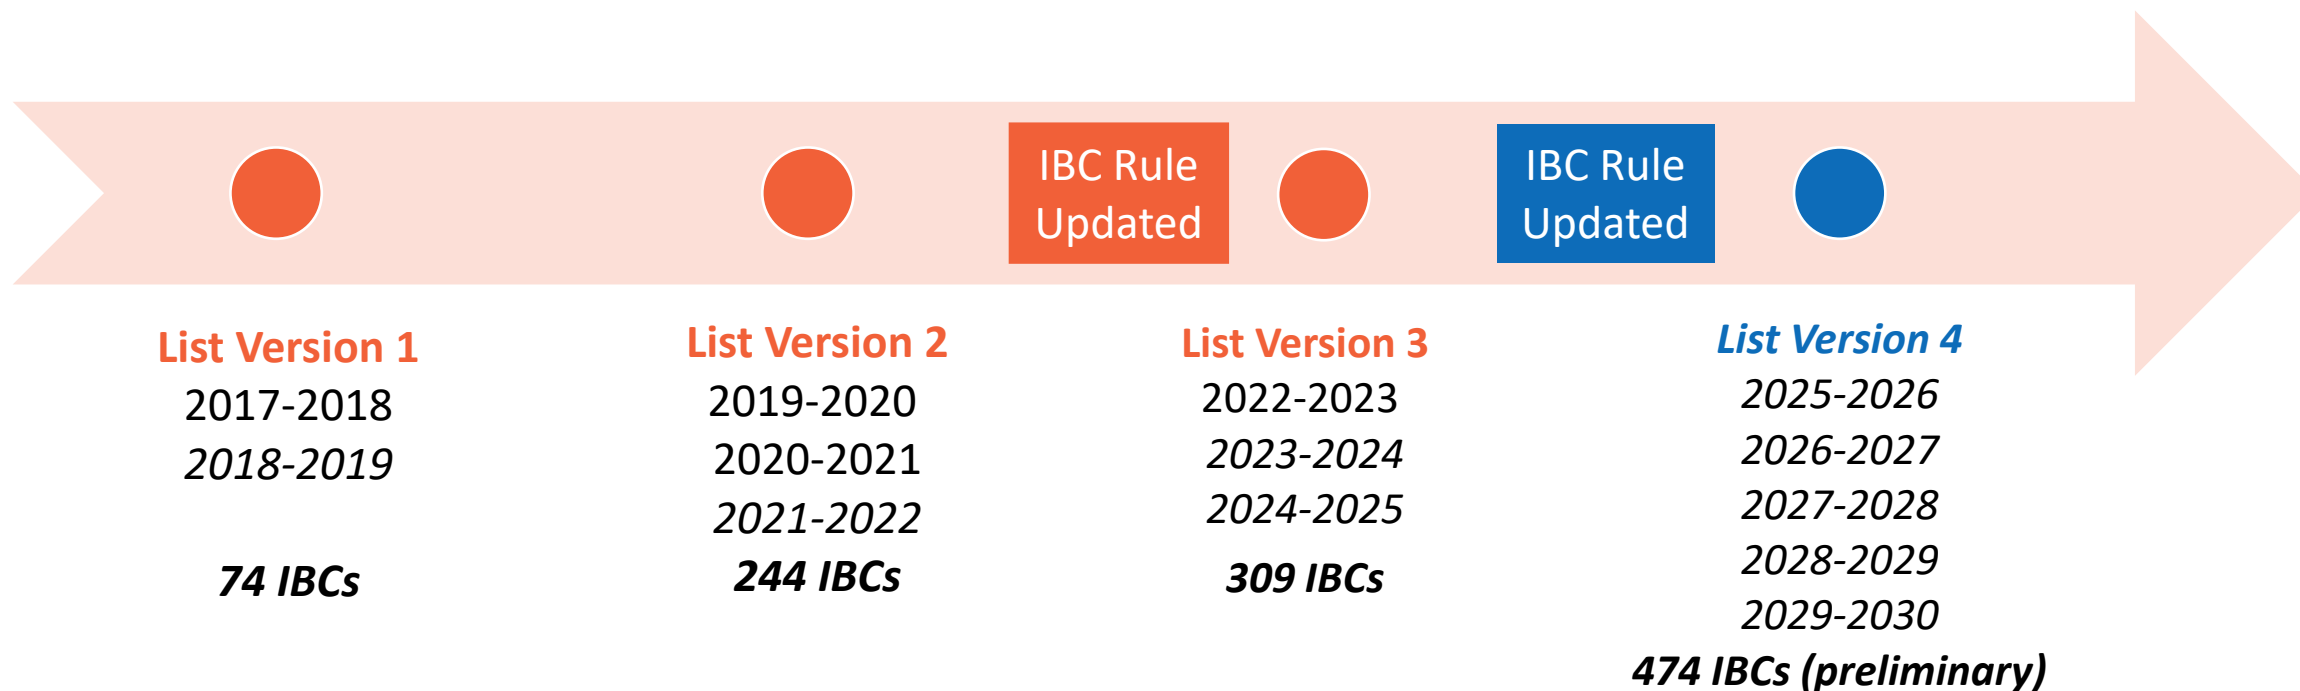 IBC Rule
Updated
IBC Rule
Updated
List Version 1
2017-2018
2018-2019
74 IBCs
List Version 2
2019-2020
2020-2021
2021-2022
244 IBCs
List Version 3
2022-2023
2023-2024
2024-2025
309 IBCs
List Version 4
2025-2026
2026-2027
2027-2028
2028-2029
2029-2030
474 IBCs (preliminary)